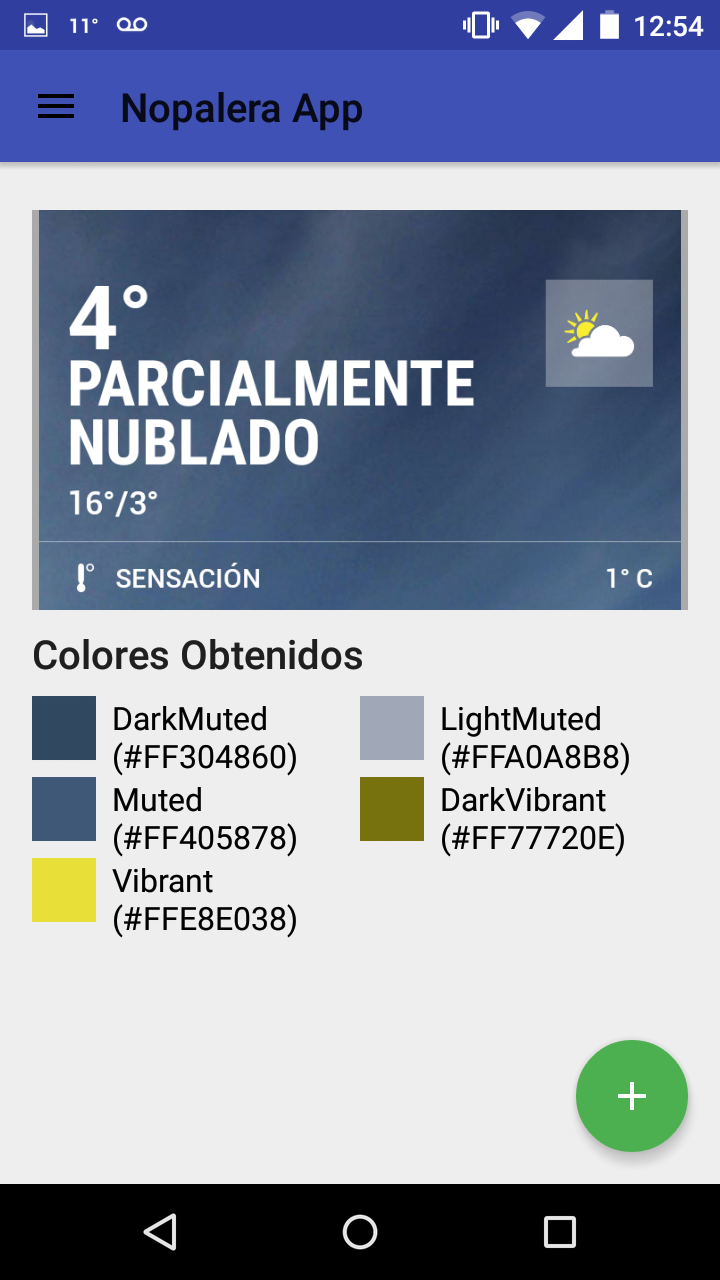 11° 12:54
Nopalera App
4°
PARCIALMENTE
NUBLADO
16°/3°
SENSACIÓN 1° C
Colores Obtenidos
DarkMuted
(#FF304860)
LightMuted
(#FFA0A8B8)
Muted
(#FF405878)
DarkVibrant
(#FF77720E)
Vibrant
(#FFE8E038)